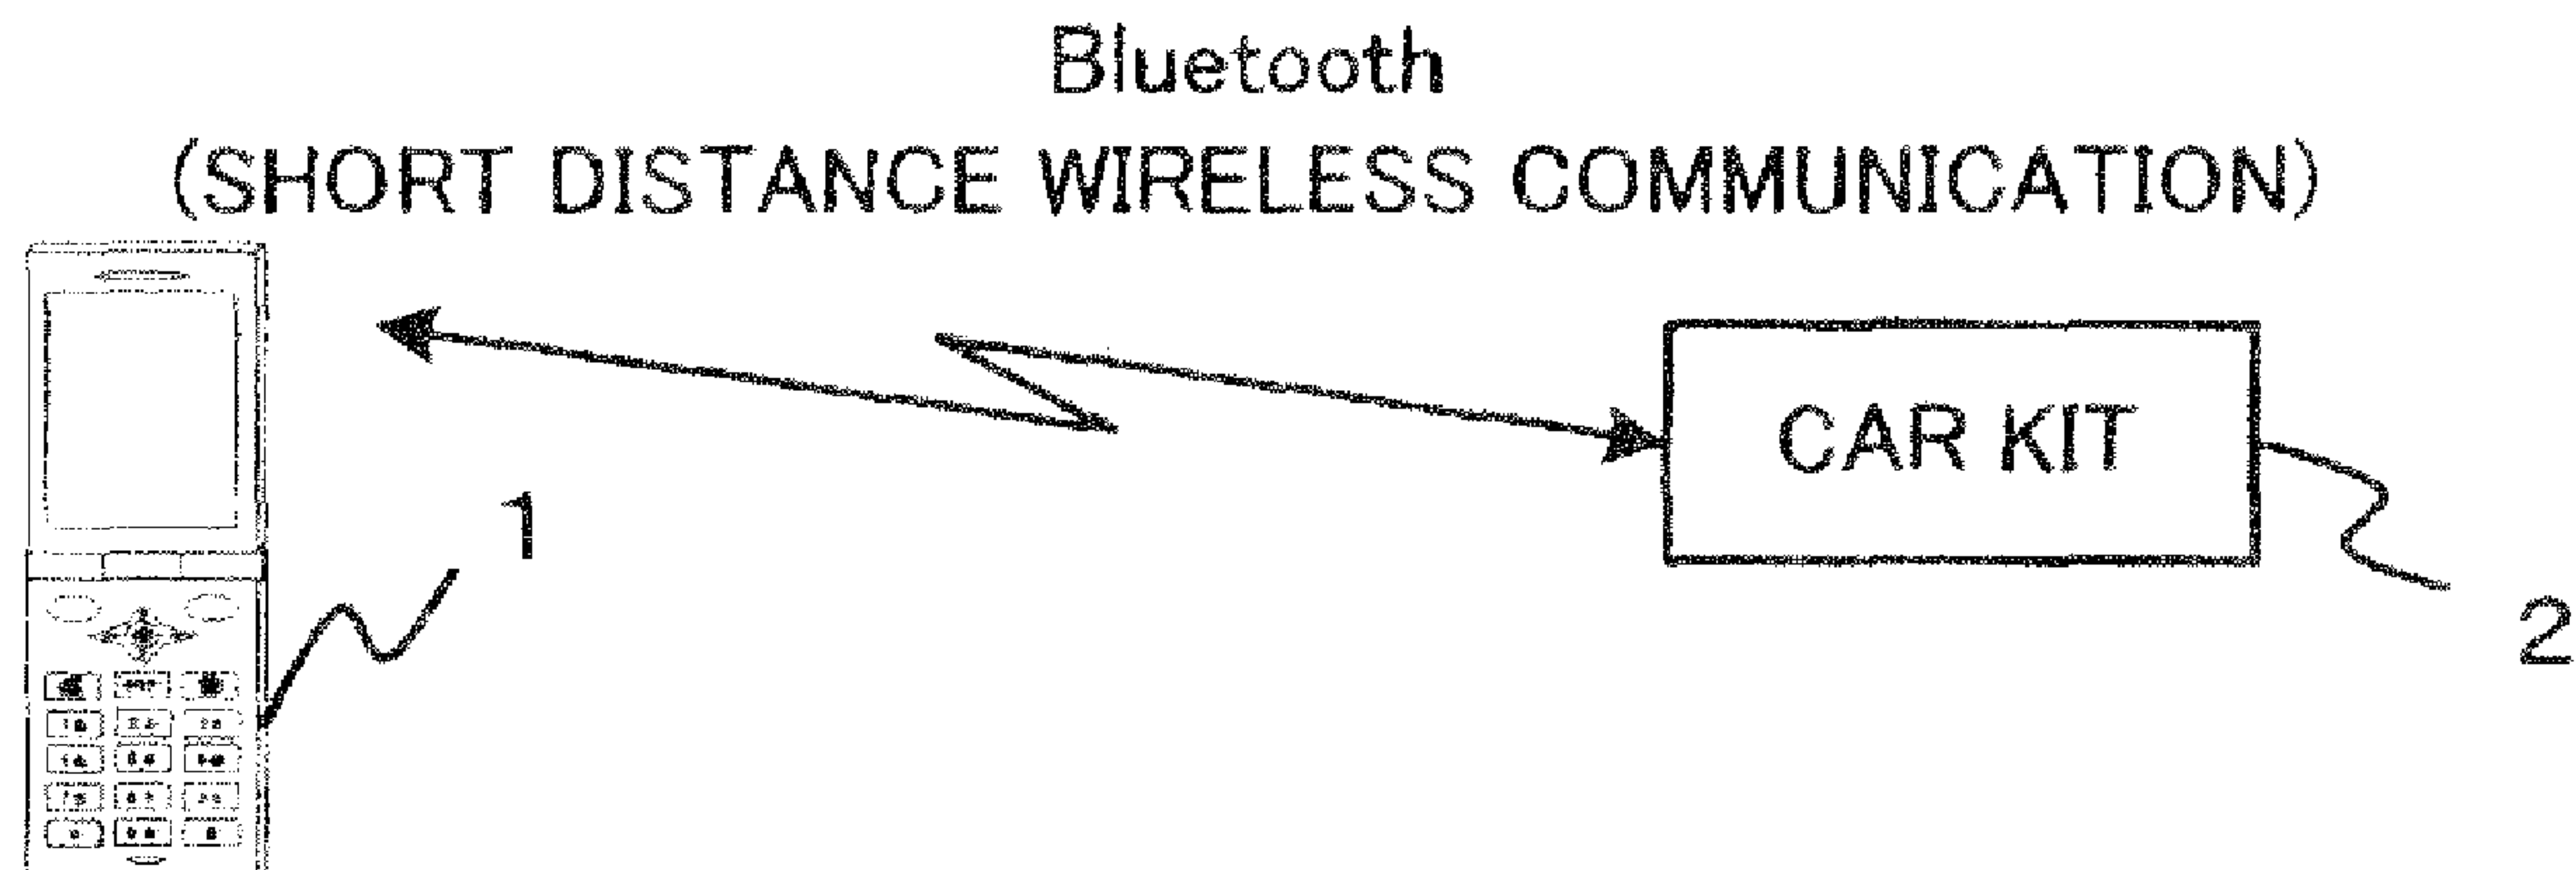 Bluetooth
(SHORT DISTANCE WIRELESS COMMUNICATION)
CAR KIT
1
2